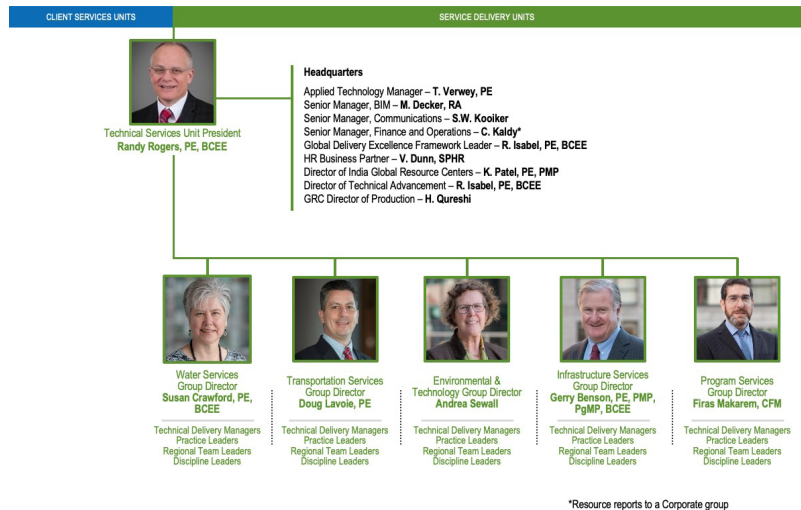 CLIENT SERVICES UNITS
SERVICE DELIVERY UNITS
Technical Services Unit President
Randy Rogers, PE, BCEE
Headquarters
Applied Technology Manager – T. Verwey, PE
Senior Manager, BIM – M. Decker, RA
Senior Manager, Communications – S.W. Kooiker
Senior Manager, Finance and Operations – C. Kaldy*
Global Delivery Excellence Framework Leader – R. Isabel, PE, BCEE
HR Business Partner – V. Dunn, SPHR
Director of India Global Resource Centers – K. Patel, PE, PMP
Director of Technical Advancement – R. Isabel, PE, BCEE
GRC Director of Production – H. Qureshi
Water Services
Group Director
Susan Crawford, PE,
BCEE
Technical Delivery Managers
Practice Leaders
Regional Team Leaders
Discipline Leaders
Transportation Services
Group Director
Doug Lavoie, PE
Technical Delivery Managers
Practice Leaders
Regional Team Leaders
Discipline Leaders
Environmental &
Technology Group Director
Andrea Sewall
Technical Delivery Managers
Practice Leaders
Regional Team Leaders
Discipline Leaders
Infrastructure Services
Group Director
Gerry Benson, PE, PMP,
PgMP, BCEE
Technical Delivery Managers
Practice Leaders
Regional Team Leaders
Discipline Leaders
Program Services
Group Director
Firas Makarem, CFM
Technical Delivery Managers
Practice Leaders
Regional Team Leaders
Discipline Leaders
*Resource reports to a Corporate group